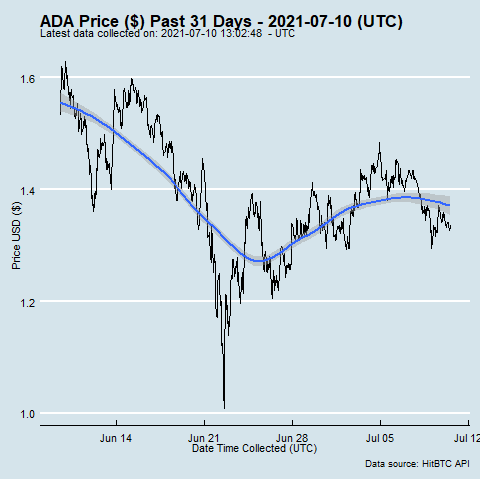 ADA Price ($) Past 31 Days - 2021-07-10 (UTC)
Latest data collected on: 2021-07-10 13:02:48 - UTC
Price USD ($)
1.6
1.4
1.2
1.0
Jun 14
Jun 21
Jun 28
Jul 05
Jul 12
Date Time Collected (UTC)
Data source: HitBTC API